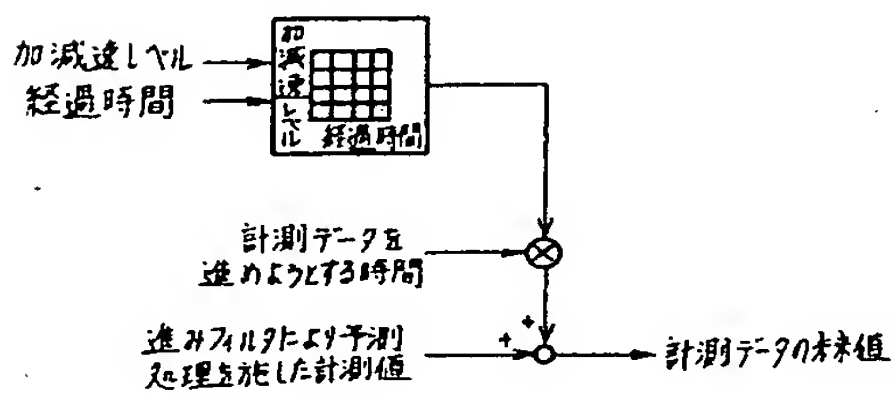 加減速レベル
経過時間
加減速レベル
経過時間
計測データを
進めようとする時間
進みフィルタにより予測
処理を施した計測値
+
+
計測データの未来値